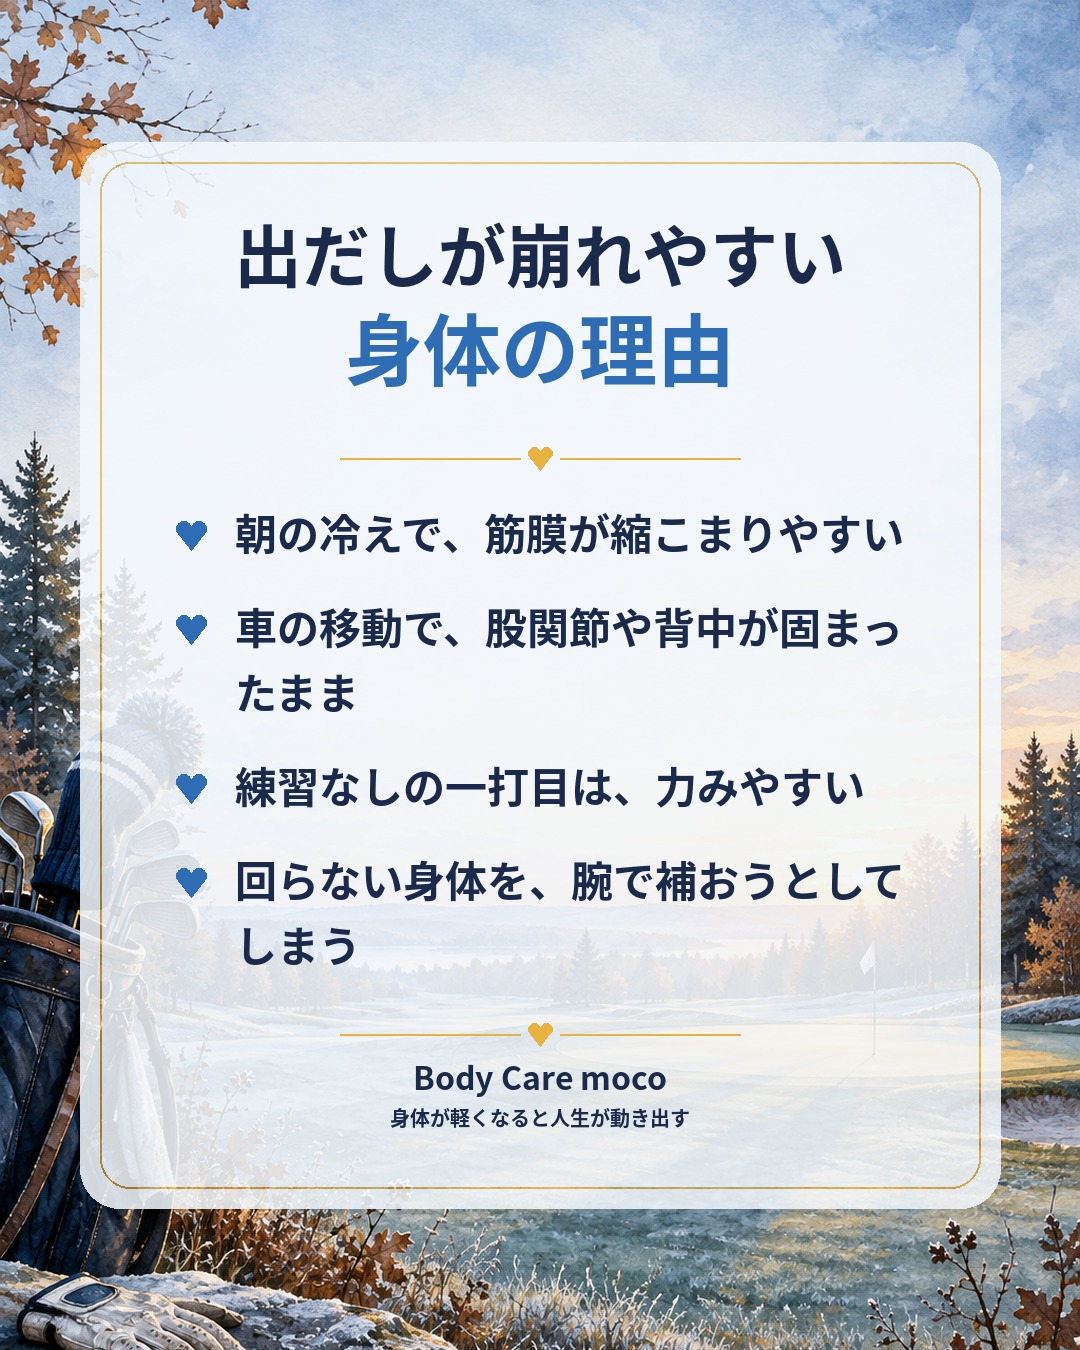 出だしが崩れやすい
身体の理由
朝の冷えで、筋膜が縮こまりやすい
車の移動で、股関節や背中が固まっ
たまま
練習なしの一打目は、力みやすい
回らない身体を、腕で補おうとして
しまう
Body Care moco
身体が軽くなると人生が動き出す